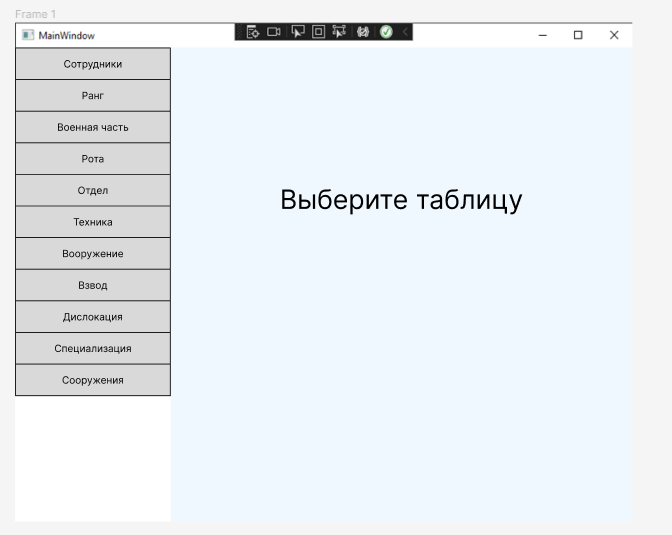 Frame 1
MainWindow
Сотрудники
Ранг
Военная часть
Рота
Отдел
Техника
Вооружение
Взвод
Дислокация
Специализация
Сооружения
Выберите таблицу